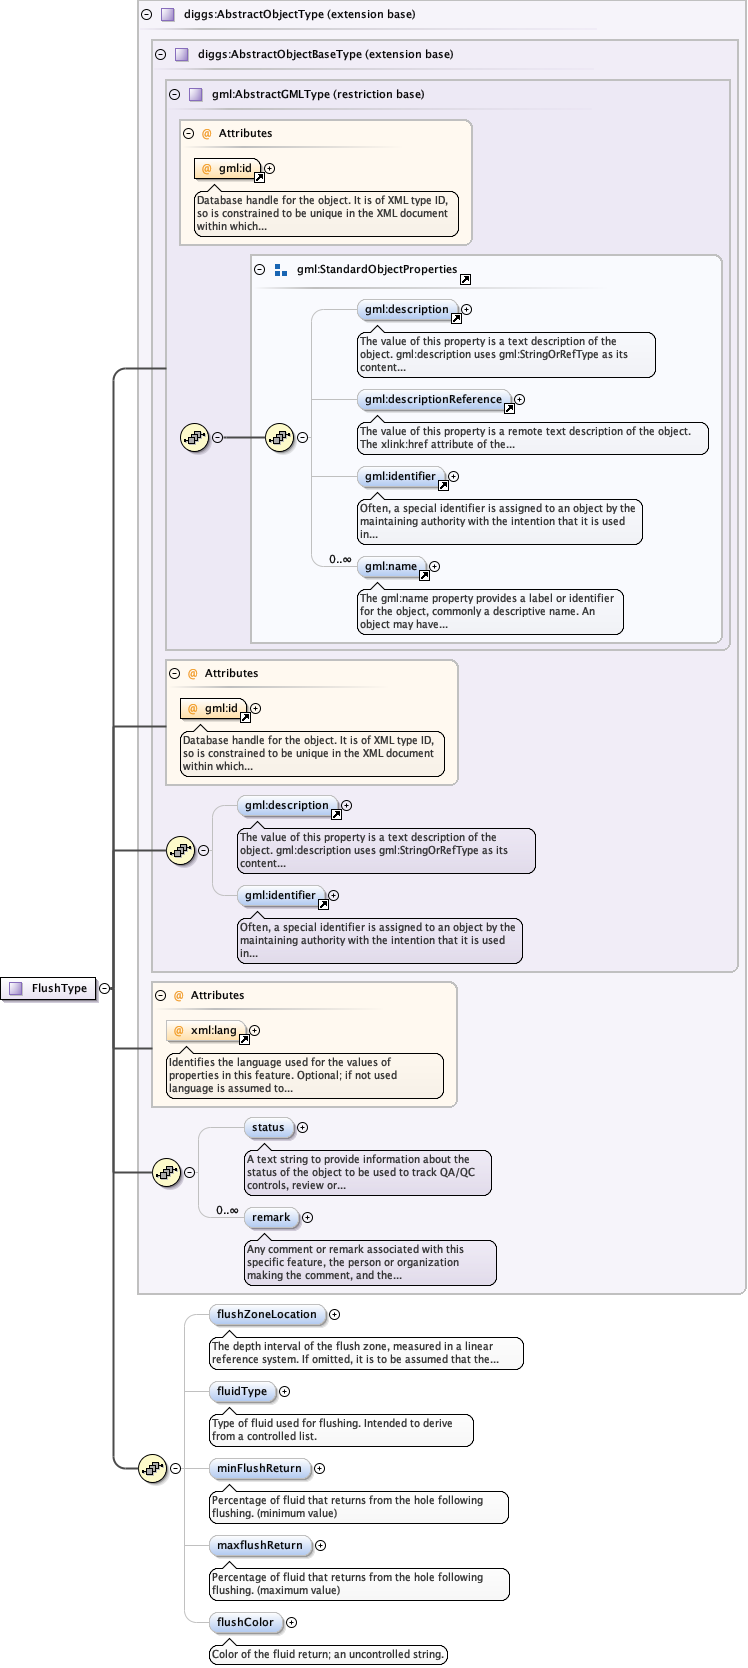 diggs:AbstractObjectType (extension base)
diggs:AbstractObjectBaseType (extension base)
gml:AbstractGMLType (restriction base)
@ Attributes
@ gml:id
Database handle for the object. It is of XML type ID,
so is constrained to be unique in the XML document
within which...
gml:StandardObjectProperties
gml:description
The value of this property is a text description of the
object. gml:description uses gml:StringOrRefType as its
content...
gml:descriptionReference
The value of this property is a remote text description of the object.
The xlink:href attribute of the...
gml:identifier
Often, a special identifier is assigned to an object by the
maintaining authority with the intention that it is used
in...
0..∞
gml:name
The gml:name property provides a label or identifier
for the object, commonly a descriptive name. An
object may have...
@ Attributes
@ gml:id
Database handle for the object. It is of XML type ID,
so is constrained to be unique in the XML document
within which...
gml:description
The value of this property is a text description of the
object. gml:description uses gml:StringOrRefType as its
content...
gml:identifier
Often, a special identifier is assigned to an object by the
maintaining authority with the intention that it is used
in...
FlushType
@ Attributes
@ xml:lang
Identifies the language used for the values of
properties in this feature. Optional; if not used
language is assumed to...
status
A text string to provide information about the
status of the object to be used to track QA/QC
controls, review or...
0..∞
remark
Any comment or remark associated with this
specific feature, the person or organization
making the comment, and the...
flushZoneLocation
The depth interval of the flush zone, measured in a linear
reference system. If omitted, it is to be assumed that the...
fluidType
Type of fluid used for flushing. Intended to derive
from a controlled list.
minFlushReturn
Percentage of fluid that returns from the hole following
flushing. (minimum value)
maxflushReturn
Percentage of fluid that returns from the hole following
flushing. (maximum value)
flushColor
Color of the fluid return; an uncontrolled string.